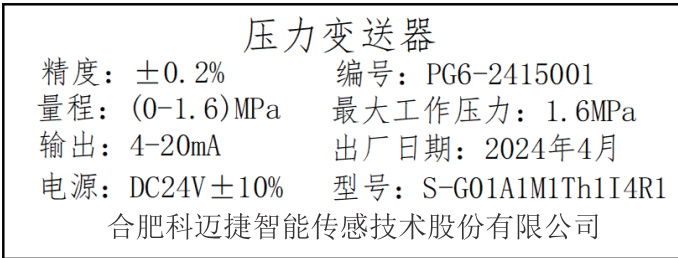 压力变送器
精度：±0.2% 编号：PG6-2415001
量程：(0-1.6)MPa 最大工作压力：1.6MPa
输出：4-20mA 出厂日期：2024年4月
电源：DC24V±10% 型号：S-G01A1M1Th1I4R1
合肥科迈捷智能传感技术股份有限公司